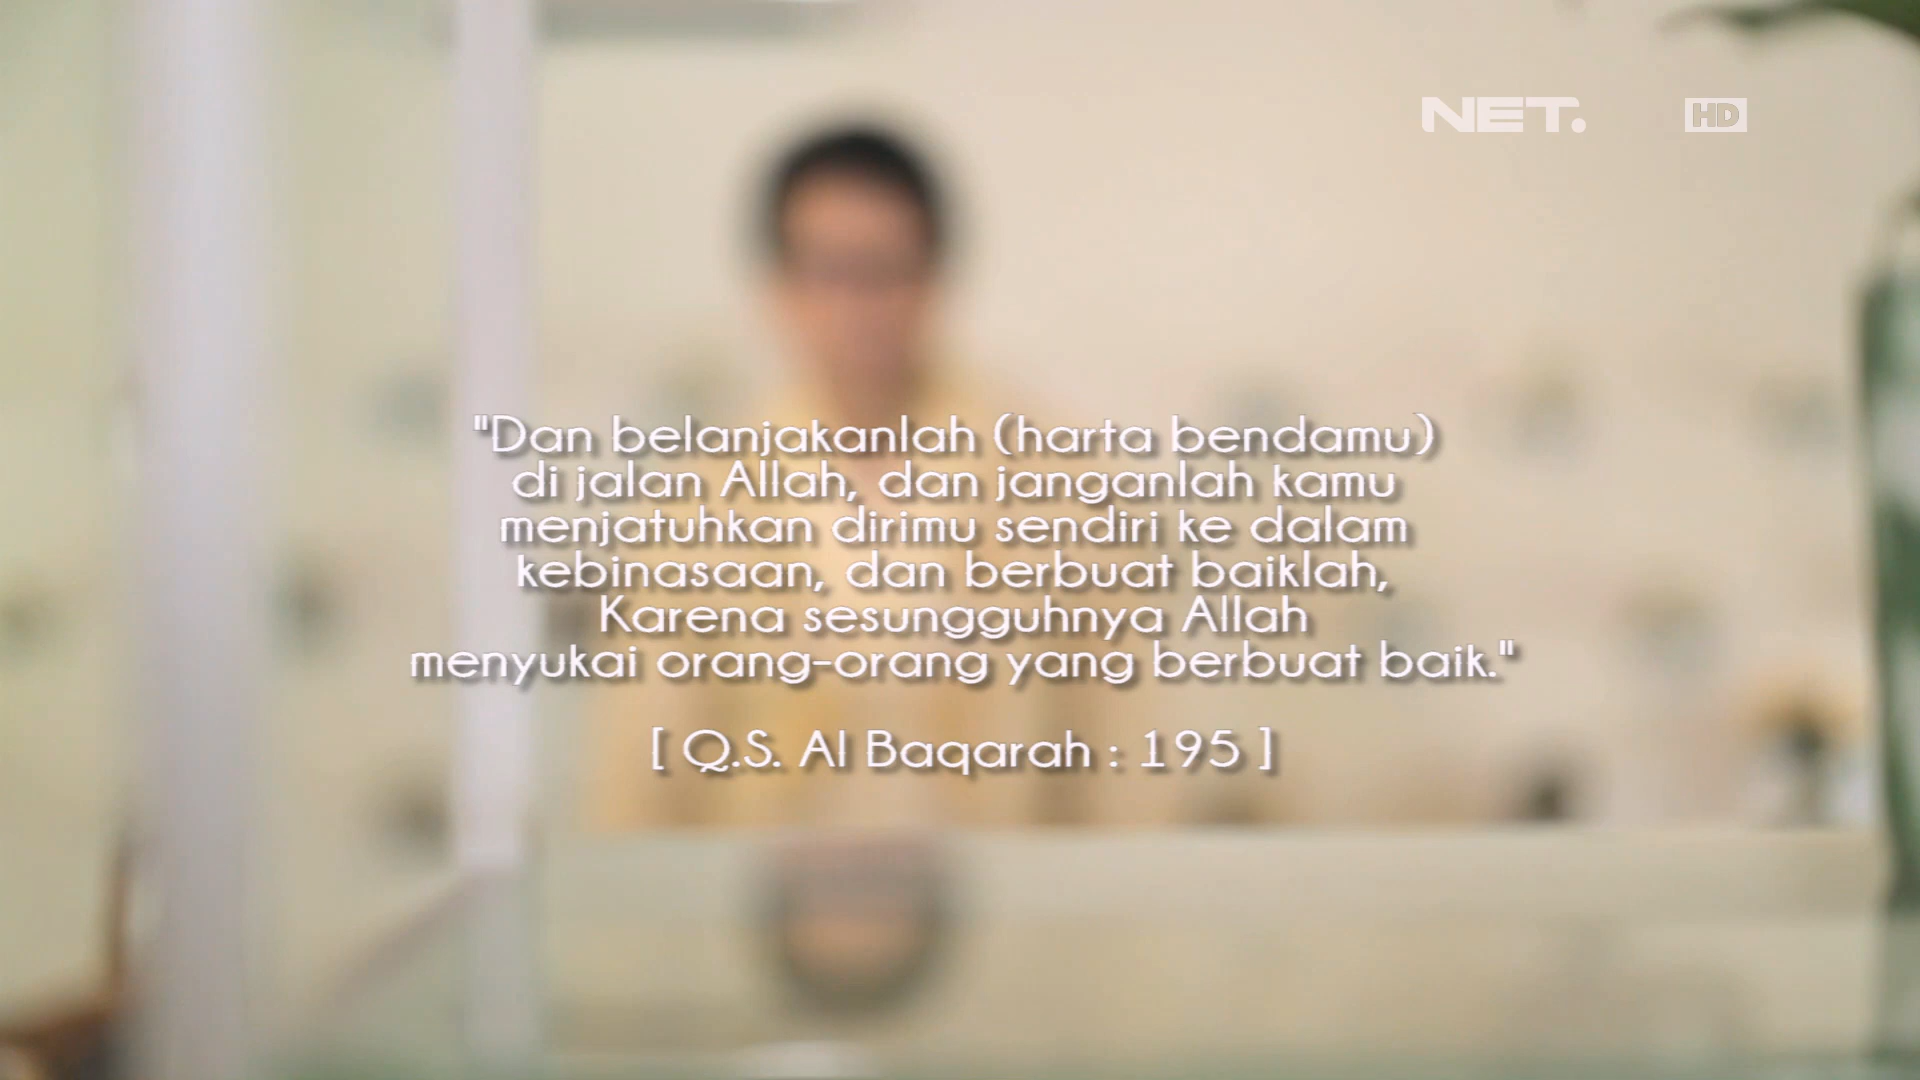 NET. HD
"Dan belanjakanlah (harta bendamu)
di jalan Allah, dan janganlah kamu
menjatuhkan dirimu sendiri ke dalam
kebinasaan, dan berbuat baiklah,
Karena sesungguhnya Allah
menyukai orang-orang yang berbuat baik."
[ Q.S. Al Baqarah : 195 ]